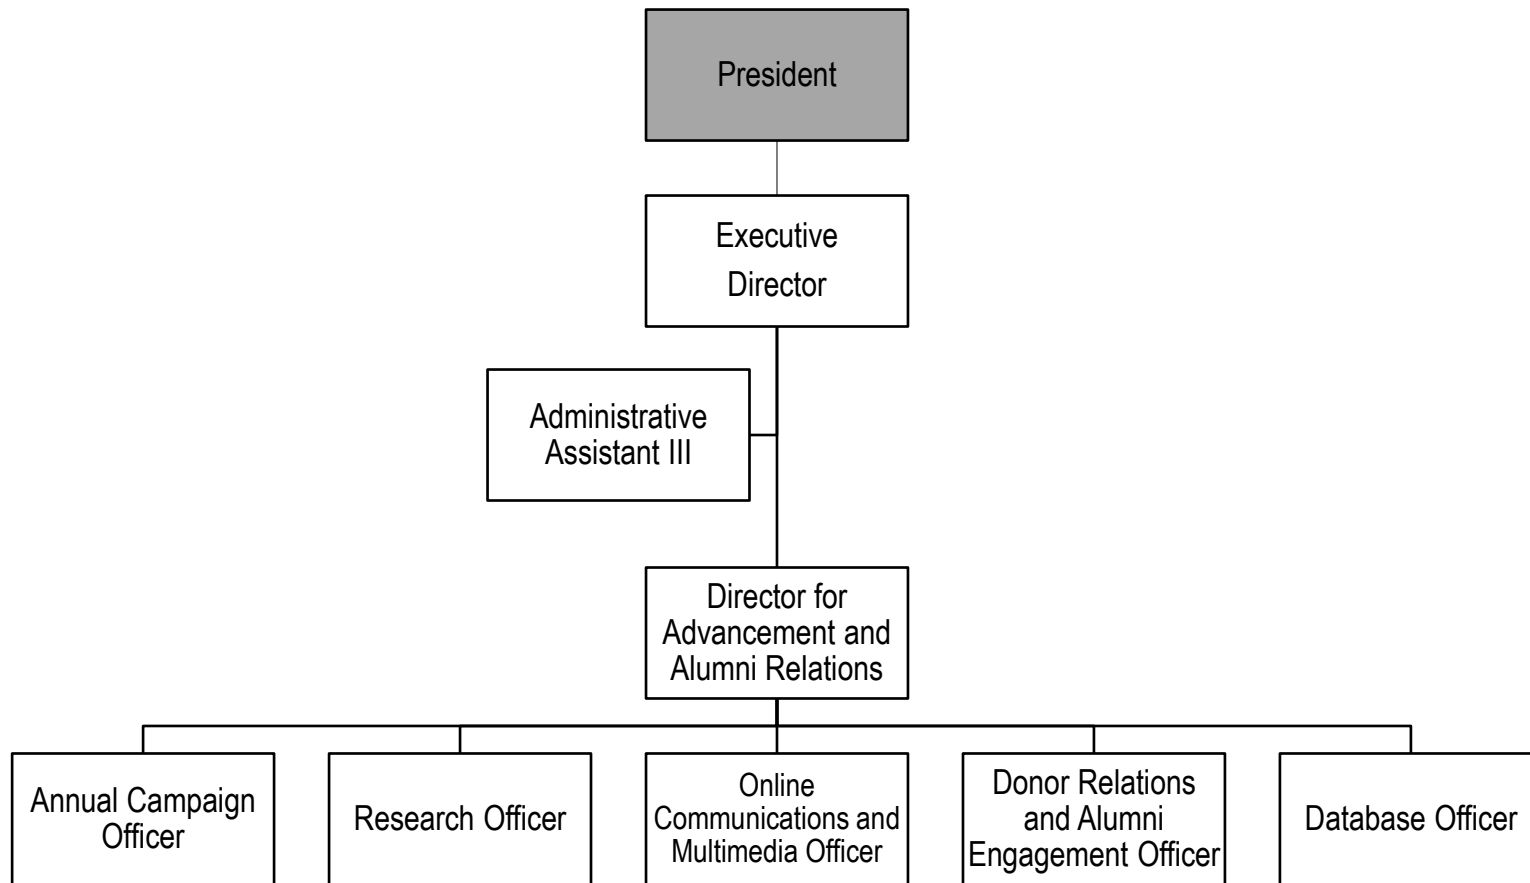 President
Executive
Director
Administrative
Assistant III
Director for
Advancement and
Alumni Relations
Annual Campaign
Officer
Research Officer
Online
Communications and
Multimedia Officer
Donor Relations
and Alumni
Engagement Officer
Database Officer